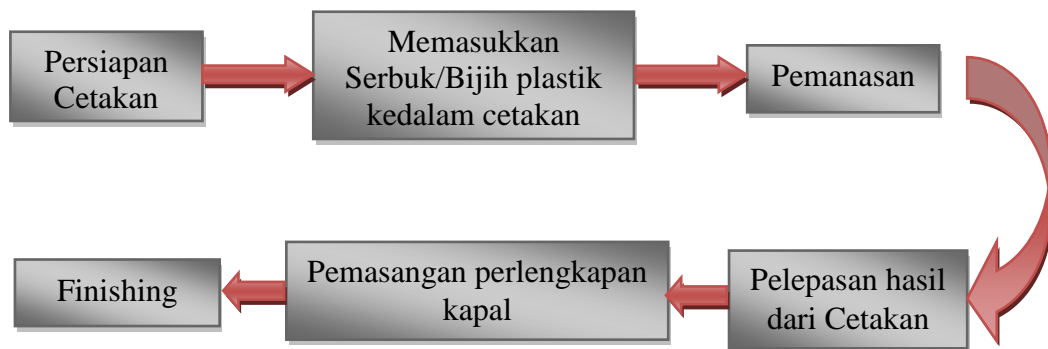 Persiapan
Cetakan
Memasukkan
Serbuk/Bijih plastik
kedalam cetakan
Pemanasan
Pelepasan hasil
dari Cetakan
Pemasangan perlengkapan
kapal
Finishing